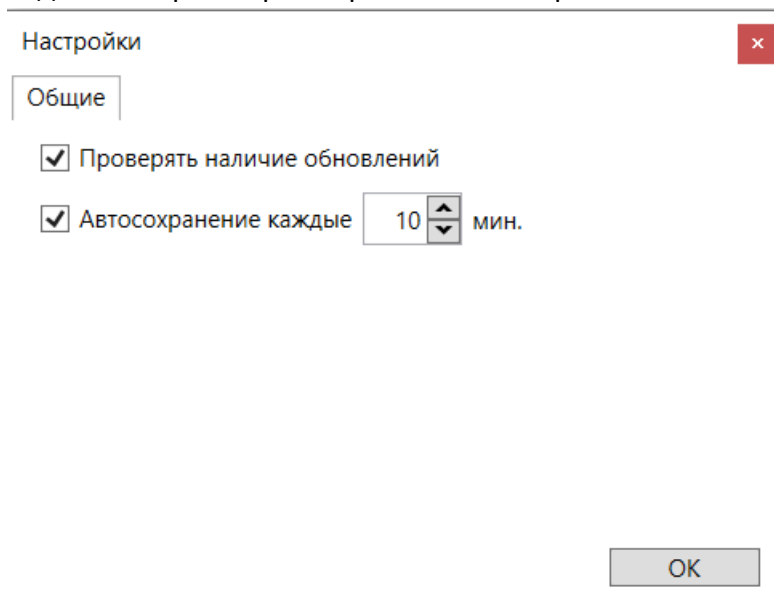 Настройки
×
Общие
Проверять наличие обновлений
Автосохранение каждые 10 мин.
OK